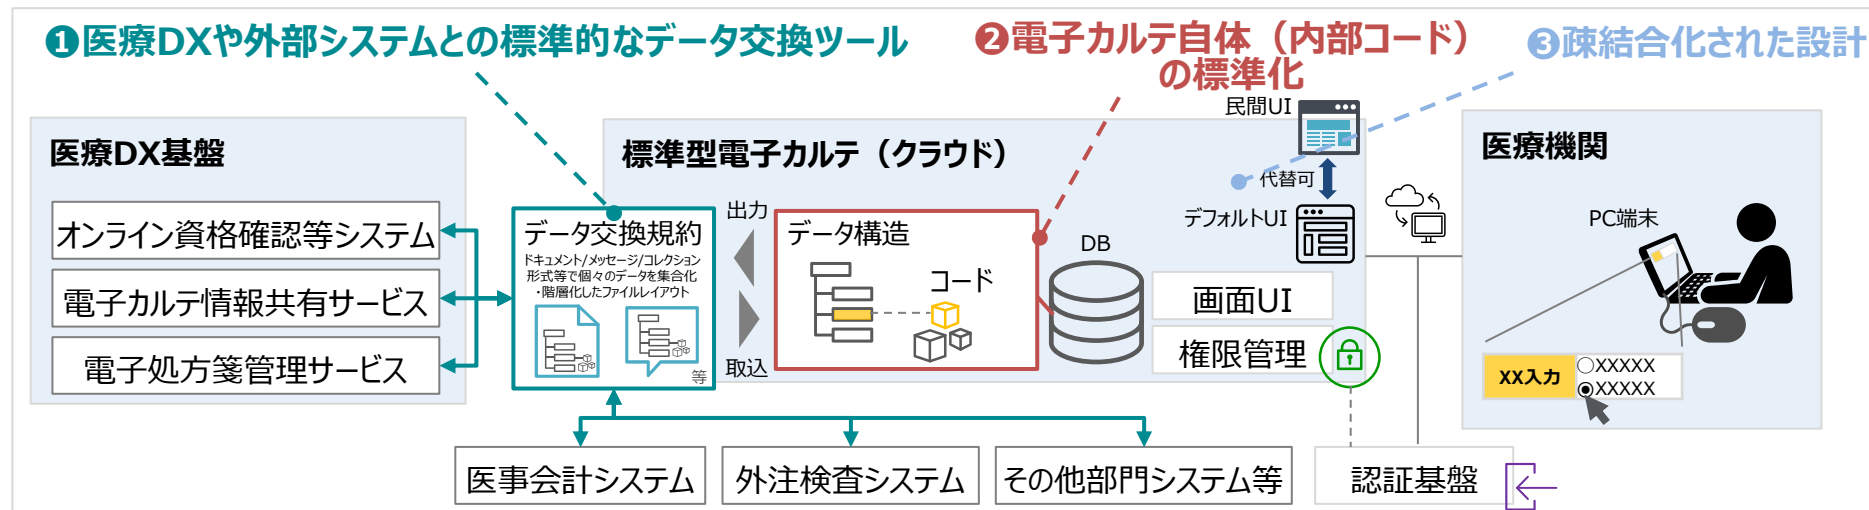 ❶医療DXや外部システムとの標準的なデータ交換ツール
❷電子カルテ自体（内部コード）
の標準化
❸疎結合化された設計
医療DX基盤
オンライン資格確認等システム
電子カルテ情報共有サービス
電子処方箋管理サービス
標準型電子カルテ（クラウド）
データ交換規約
ドキュメント/メッセージ/コレクション
形式等で個々のデータを集合化
・階層化したファイルレイアウト
等
出力
取込
データ構造
コード
DB
民間UI
代替可
デフォルトUI
画面UI
権限管理
医療機関
PC端末
XX入力
○XXXXX
◉XXXXX
医事会計システム
外注検査システム
その他部門システム等
認証基盤